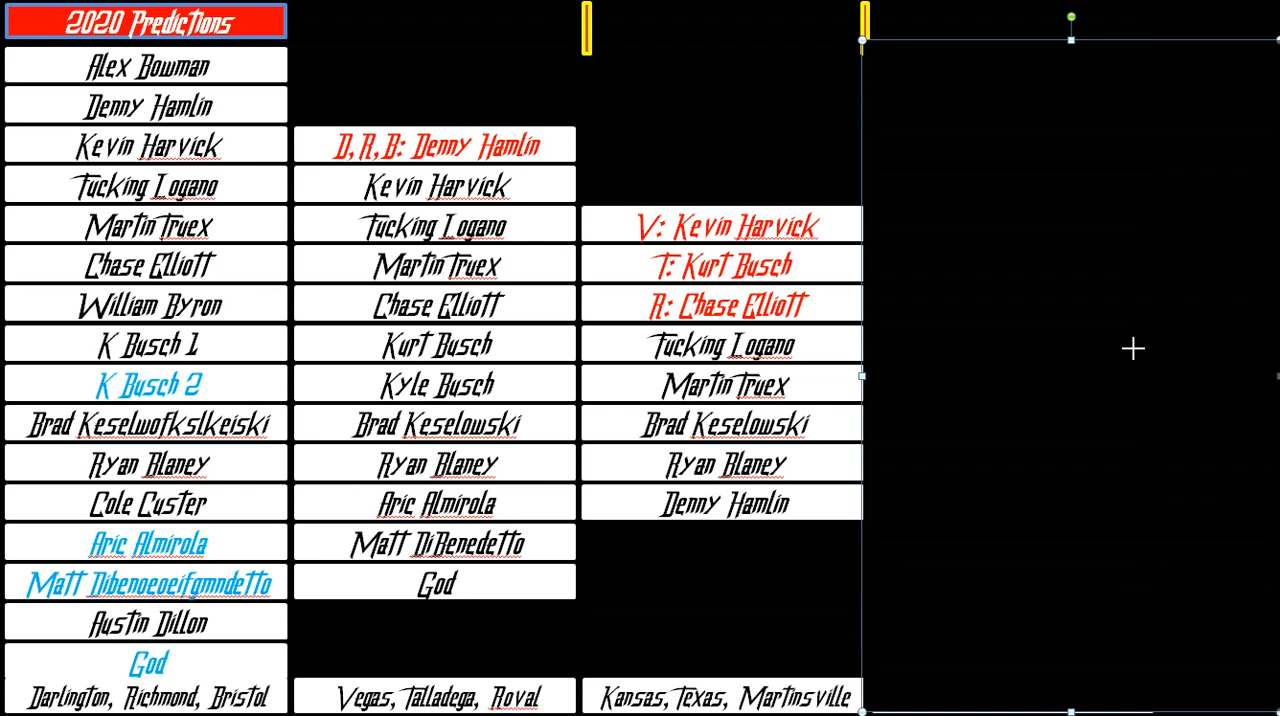 2020 Predictions
Alex Bowman
Denny Hamlin
Kevin Harvick
Fucking Logano
Martin Truex
Chase Elliott
William Byron
K Busch 1
K Busch 2
Brad Keselwofkslkeiski
Ryan Blaney
Cole Custer
Aric Almirola
Matt Dibenoeoeifgmndetto
Austin Dillon
God
Darlington, Richmond, Bristol
D, R, B: Denny Hamlin
Kevin Harvick
Fucking Logano
Martin Truex
Chase Elliott
Kurt Busch
Kyle Busch
Brad Keselowski
Ryan Blaney
Aric Almirola
Matt DiBenedetto
God
Vegas, Talladega, Roval
V: Kevin Harvick
T: Kurt Busch
R: Chase Elliott
Fucking Logano
Martin Truex
Brad Keselowski
Ryan Blaney
Denny Hamlin
Kansas, Texas, Martinsville